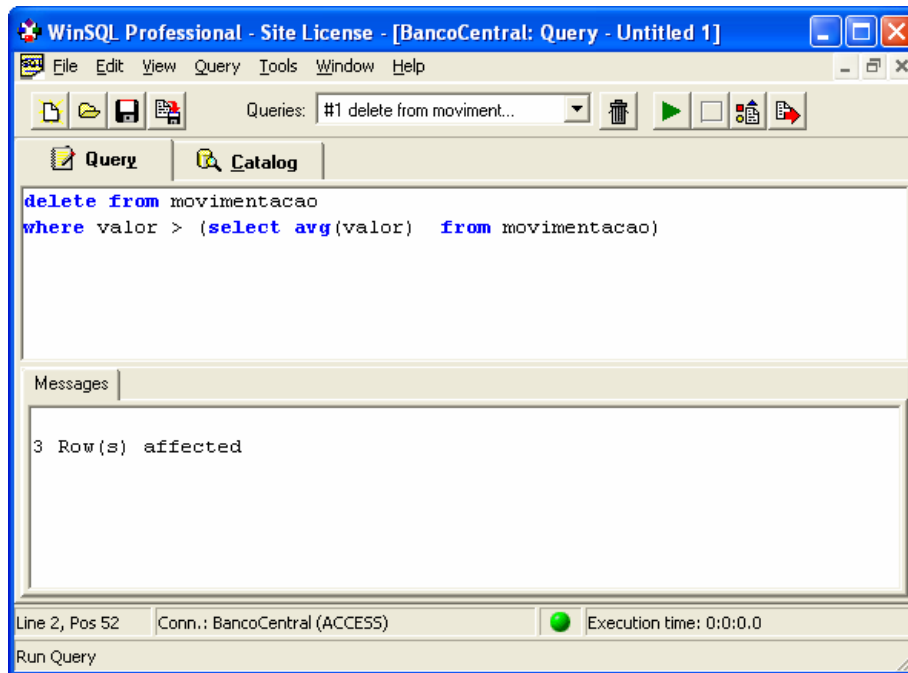 WinSQL Professional - Site License - [BancoCentral: Query - Untitled 1]
File Edit View Query Tools Window Help
Queries: #1 delete from moviment...
Query Catalog
delete from movimentacao
where valor > (select avg(valor)  from movimentacao)
Messages
3 Row(s) affected
Line 2, Pos 52 Conn.: BancoCentral (ACCESS) Execution time: 0:0:0.0
Run Query